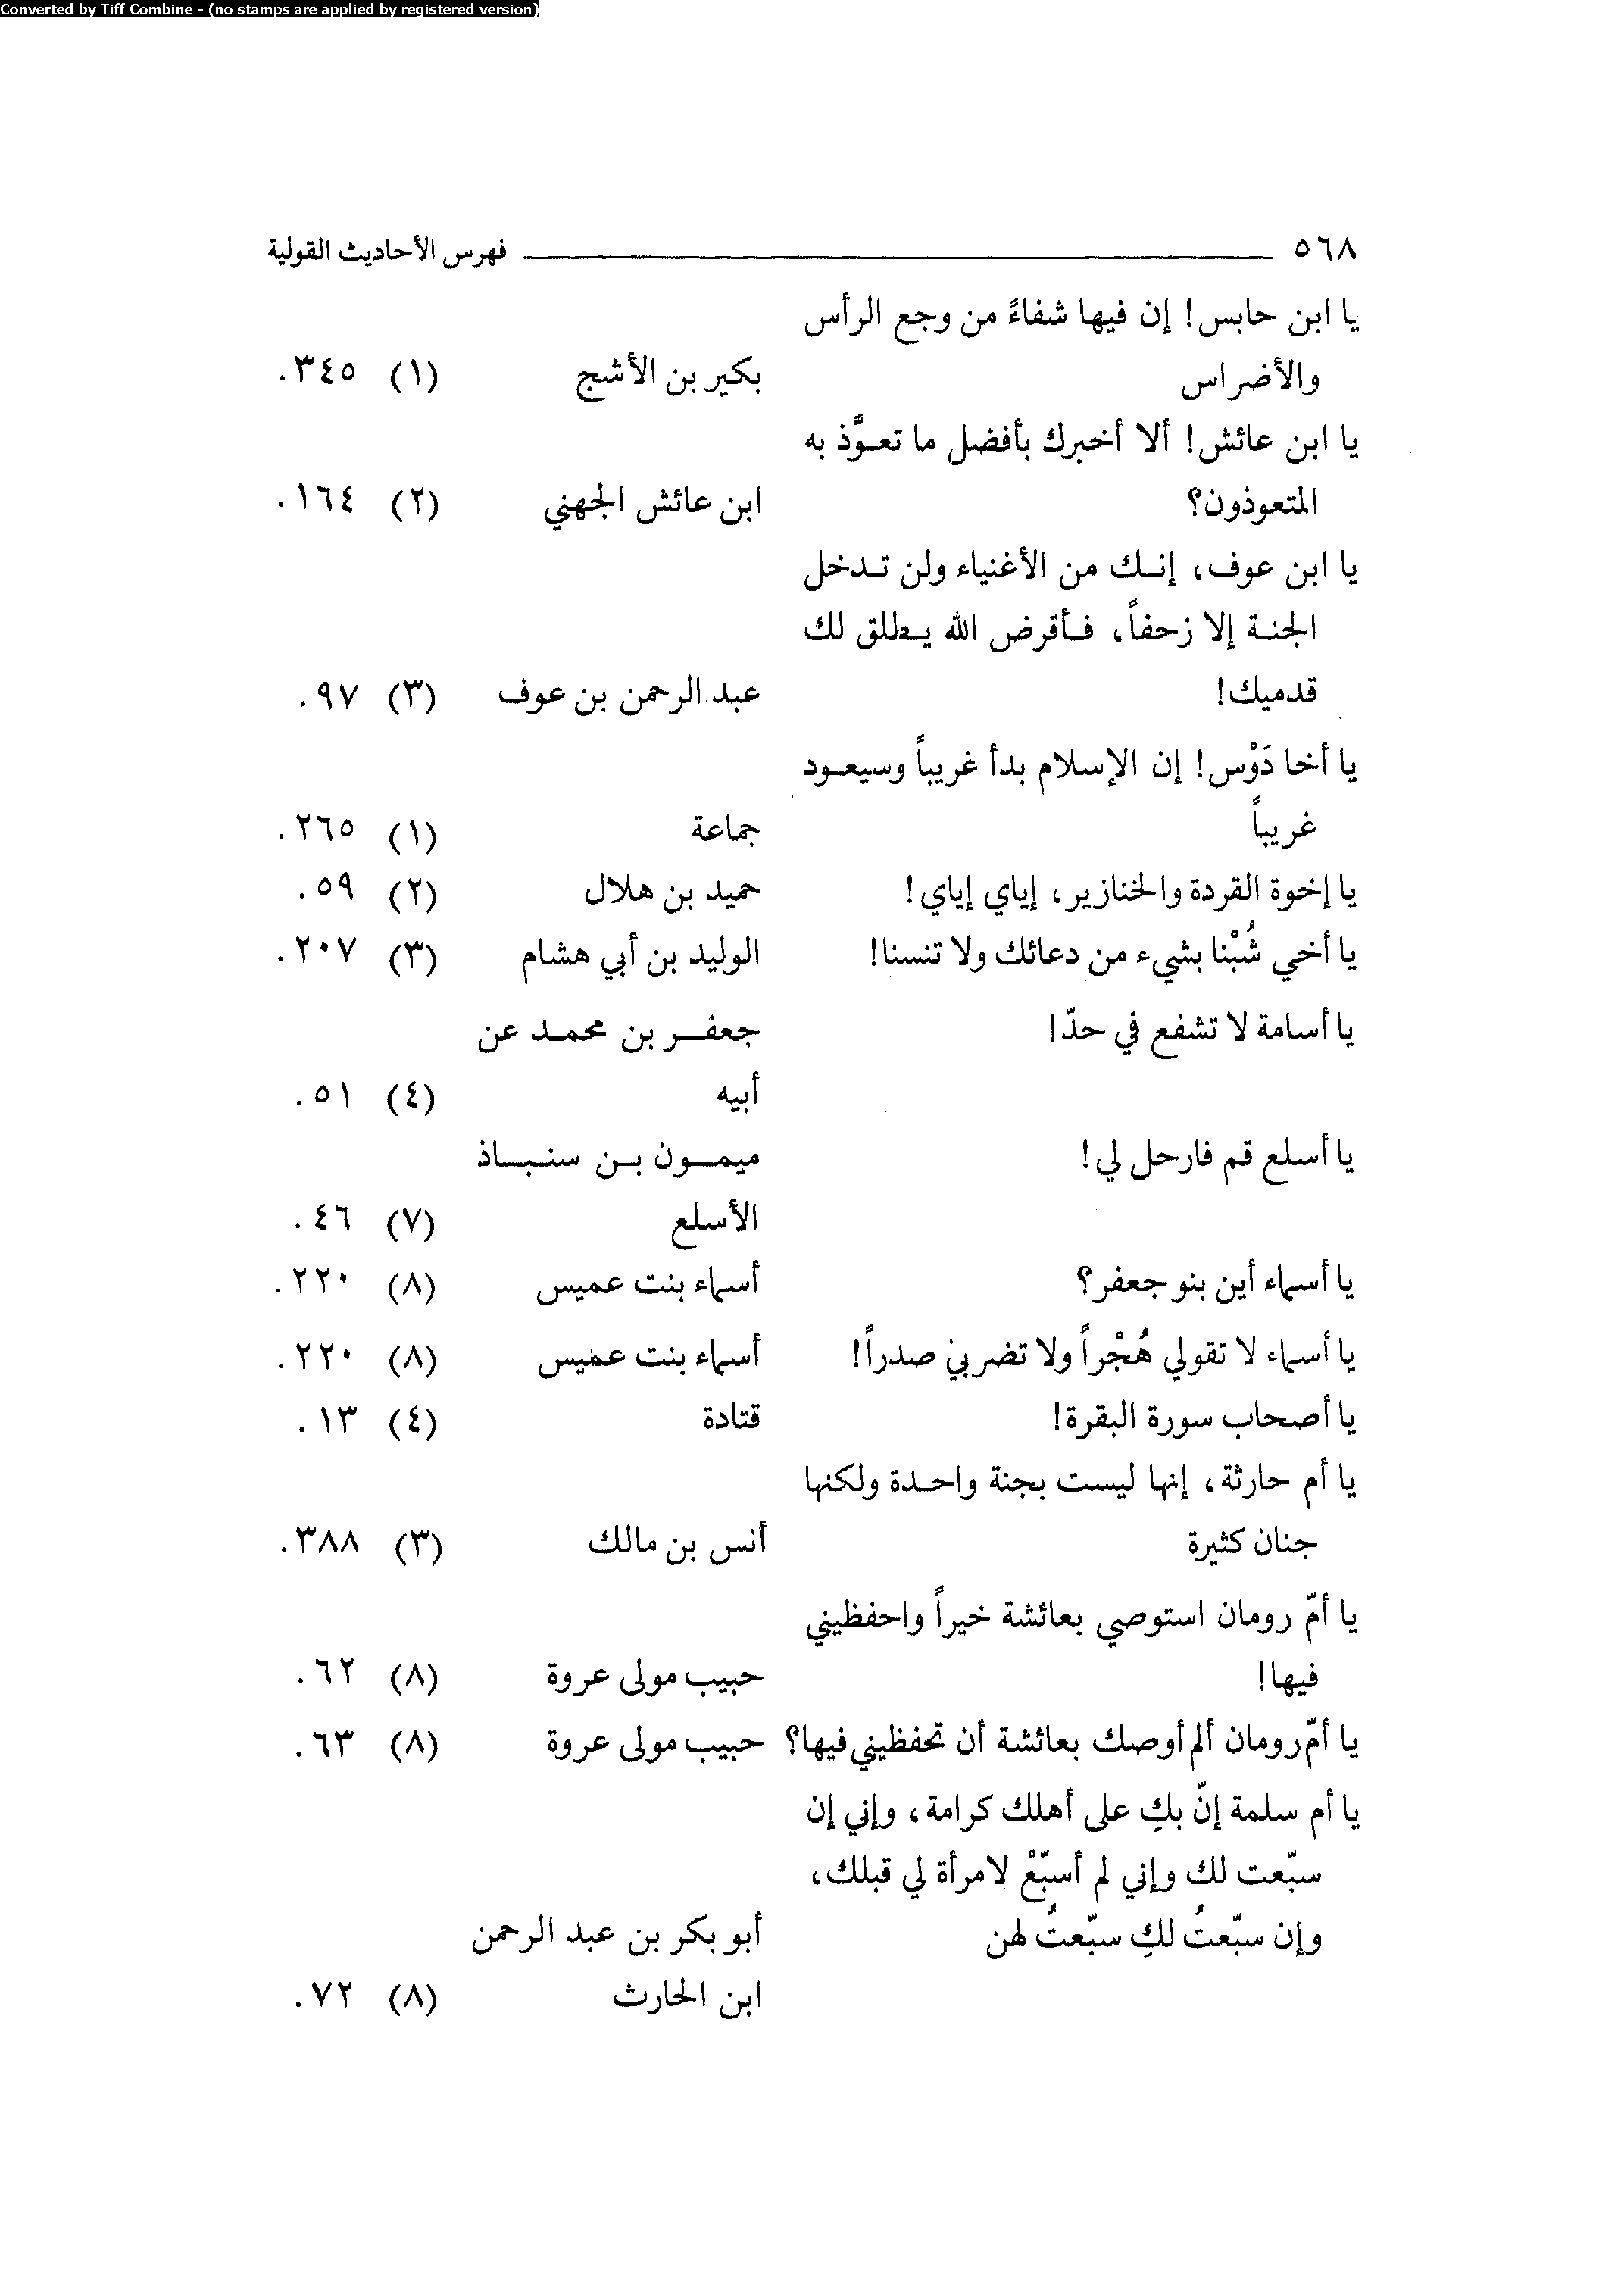 Converted by Tiff Combine - (no stamps are applied by registered version)
٥٦٨ فهرس الأحاديث القولية
يا ابن حابس! إن فيها شفاءً من وجع الرأس
والأضراس بكير بن الأشج (١) ٣٤٥.
يا ابن عائش! ألا أخبرك بأفضل ما تعوَّذ به
المتعوذون؟ ابن عائش الجهني (٢) ١٦٤.
يا ابن عوف، إنك من الأغنياء ولن تدخل
الجنة إلا زحفاً، فأقرض الله يطلق لك
قدميك! عبد الرحمن بن عوف (٣) ٩٧.
يا أخا دَوْس! إن الإسلام بدأ غريباً وسيعود
غريباً جماعة (١) ٢٦٥.
يا إخوة القردة والخنازير، إياي إياي! حميد بن هلال (٢) ٥٩.
يا أخي شُبْنا بشيء من دعائك ولا تنسنا! الوليد بن أبي هشام (٣) ٢٠٧.
يا أسامة لا تشفع في حدّ! جعفر بن محمد عن
أبيه (٤) ٥١.
يا أسلع قم فارحل لي! ميمون بن سنباذ
الأسلع (٧) ٤٦.
يا أسماء أين بنو جعفر؟ أسماء بنت عميس (٨) ٢٢٠.
يا أسماء لا تقولي هُجْراً ولا تضربي صدراً! أسماء بنت عميس (٨) ٢٢٠.
يا أصحاب سورة البقرة! قتادة (٤) ١٣.
يا أم حارثة، إنها ليست بجنة واحدة ولكنها
جنان كثيرة أنس بن مالك (٣) ٣٨٨.
يا أمّ رومان استوصي بعائشة خيراً واحفظيني
فيها! حبيب مولى عروة (٨) ٦٢.
يا أمّ رومان ألم أوصك بعائشة أن تحفظيني فيها؟ حبيب مولى عروة (٨) ٦٣.
يا أم سلمة إنّ بكِ على أهلك كرامة، وإني إن
سبّعت لك وإني لم أسبّعْ لامرأة لي قبلك،
وإن سبّعتُ لكِ سبّعتُ لهن أبو بكر بن عبد الرحمن
ابن الحارث (٨) ٧٢.